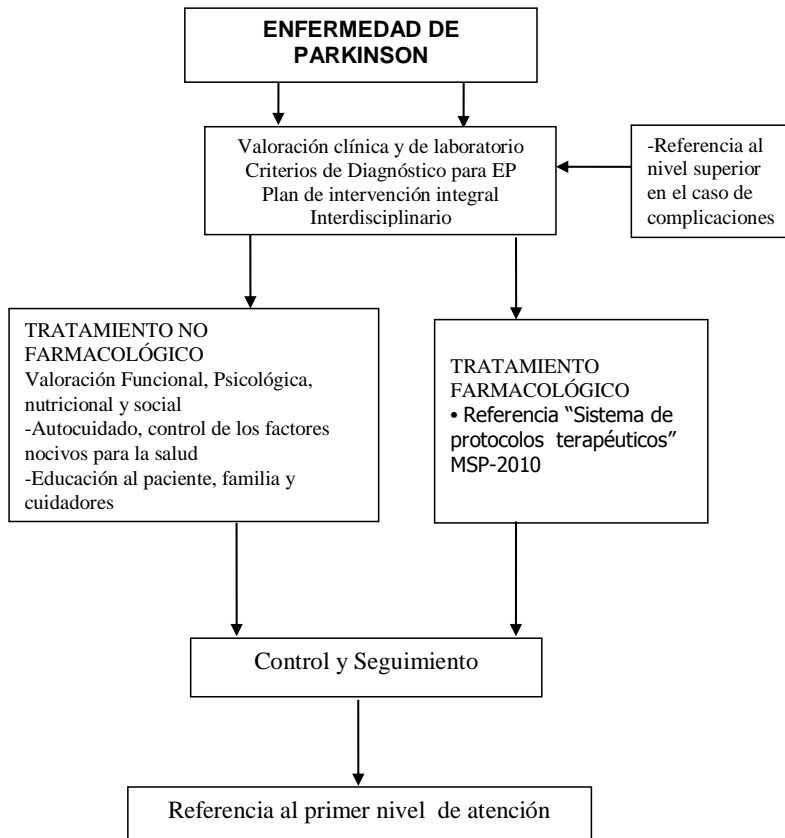 ENFERMEDAD DE
PARKINSON
Valoración clínica y de laboratorio
Criterios de Diagnóstico para EP
Plan de intervención integral
Interdisciplinario
-Referencia al
nivel superior
en el caso de
complicaciones
TRATAMIENTO NO
FARMACOLÓGICO
Valoración Funcional, Psicológica,
nutricional y social
-Autocuidado, control de los factores
nocivos para la salud
-Educación al paciente, familia y
cuidadores
TRATAMIENTO
FARMACOLÓGICO
• Referencia “Sistema de
protocolos terapéuticos”
MSP-2010
Control y Seguimiento
Referencia al primer nivel de atención